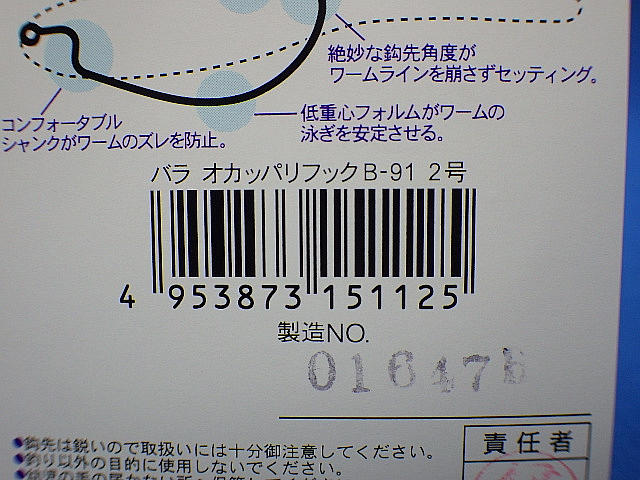 絶妙な鈎先角度が
ワームラインを崩さずセッティング。
低重心フォルムがワームの
泳ぎを安定させる。
コンフォータブル
シャンクがワームのズレを防止。
バラ オカッパリフックB-91 2号
4 953873 151125
製造NO.
01647
●鈎先は鋭いので取扱いには十分御注意してください。
●釣り以外の目的に使用しないでください。
責任者